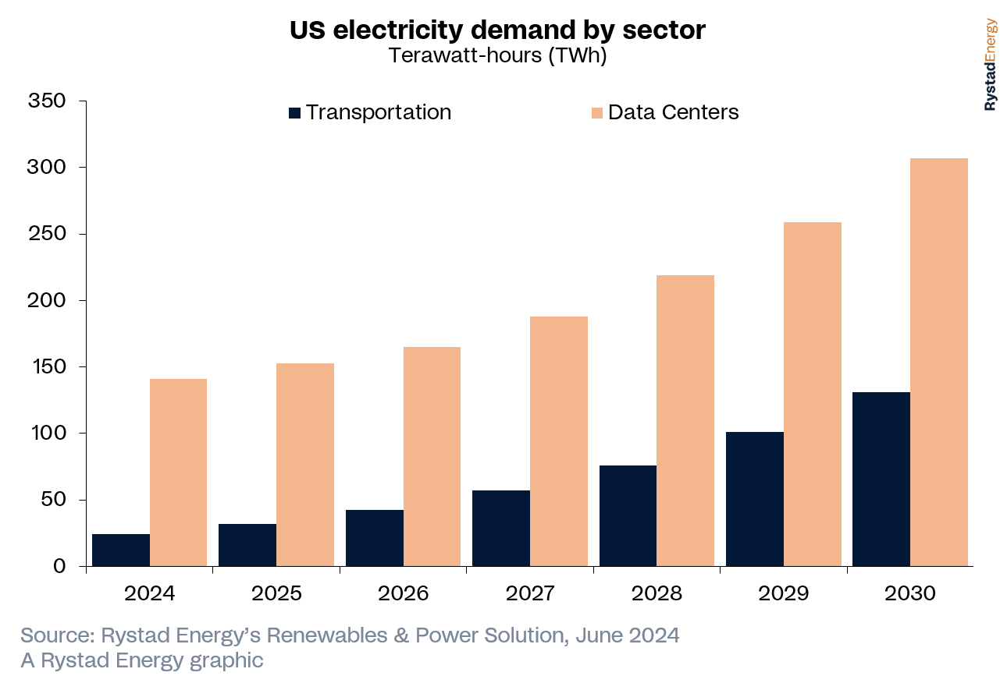 US electricity demand by sector
Terawatt-hours (TWh)
RystadEnergy
Transportation
Data Centers
350
300
250
200
150
100
50
0
2024 2025 2026 2027 2028 2029 2030
Source: Rystad Energy’s Renewables & Power Solution, June 2024
A Rystad Energy graphic